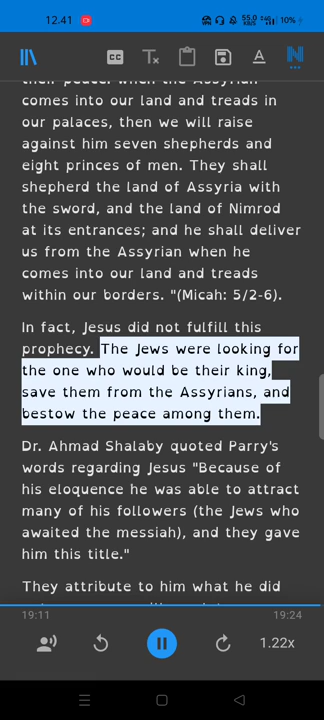 12.41
55.0
KB/S
10%
CC
A
N
their peace. when the Assyrian
comes into our land and treads in
our palaces, then we will raise
against him seven shepherds and
eight princes of men. They shall
shepherd the land of Assyria with
the sword, and the land of Nimrod
at its entrances; and he shall deliver
us from the Assyrian when he
comes into our land and treads
within our borders. "(Micah: 5/2-6).
In fact, Jesus did not fulfill this
prophecy. The Jews were looking for
the one who would be their king,
save them from the Assyrians, and
bestow the peace among them.
Dr. Ahmad Shalaby quoted Parry's
words regarding Jesus "Because of
his eloquence he was able to attract
many of his followers (the Jews who
awaited the messiah), and they gave
him this title."
They attribute to him what he did
19:11
19:24
1.22x